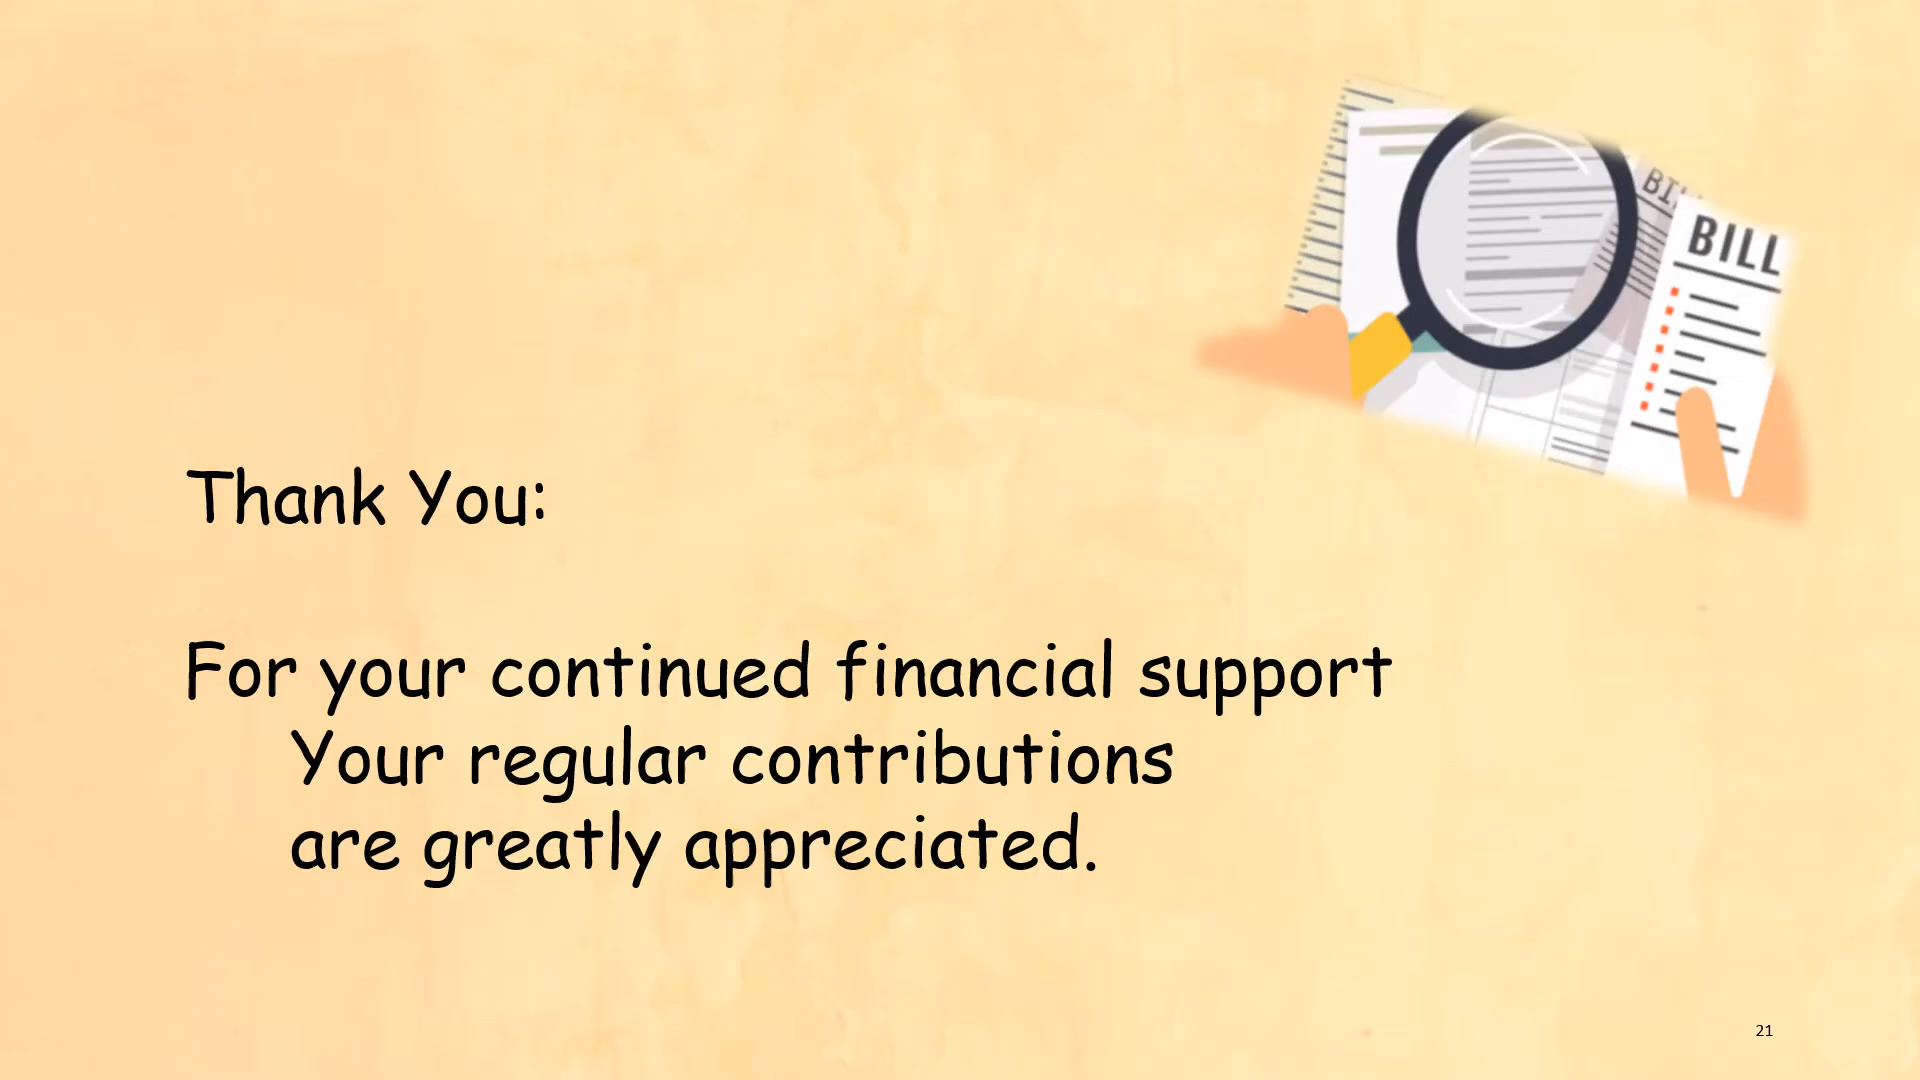 BILL
Thank You:
For your continued financial support
Your regular contributions
are greatly appreciated.
21